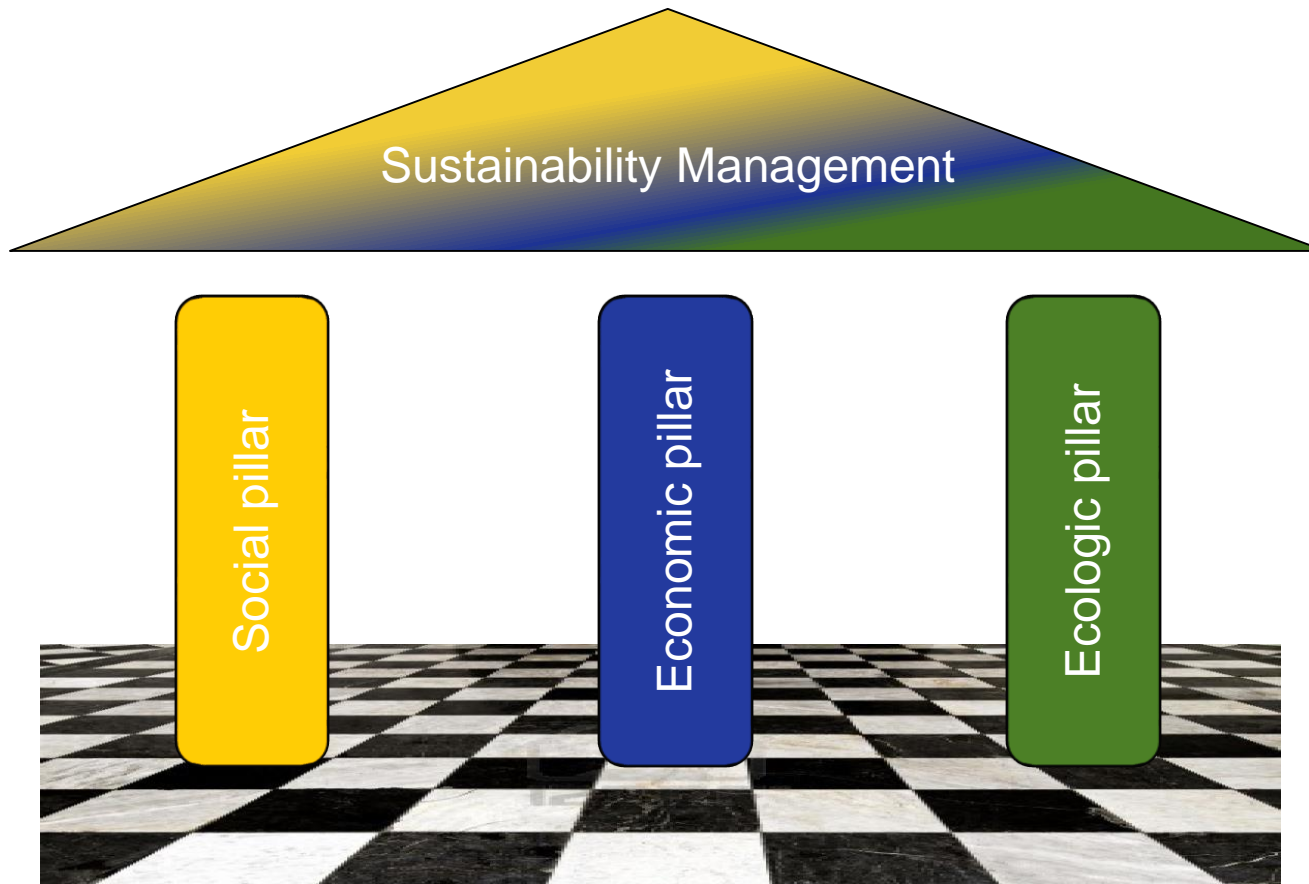 Sustainability Management
Social pillar
Economic pillar
Ecologic pillar